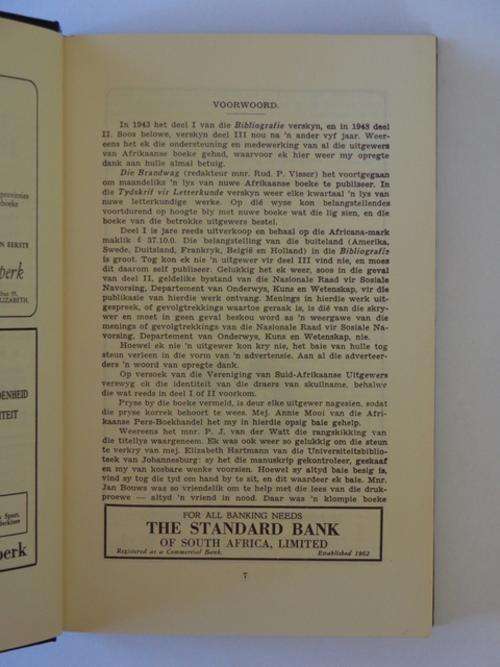 previewies
boeke
EN EERSTE
perk
LIZABETH.
DENHEID
TEIT
perk
VOORWOORD.
In 1943 het deel I van die Bibliografie verskyn, en in 1948 deel
II. Soos belowe, verskyn deel III nou na 'n ander vyf jaar. Weer-
eens het ek die ondersteuning en medewerking van al die uitgewers
van Afrikaanse boeke gehad, waarvoor ek hier weer my opregte
dank aan hulle almal betuig.
Die Brandwag (redakteur mnr. Rud. P. Visser) het voortgegaan
om maandeliks 'n lys van nuwe Afrikaanse boeke te publiseer. In
die Tydskrif vir Letterkunde verskyn weer elke kwartaal 'n lys van
nuwe letterkundige werke. Op dié wyse kon belangstellendes
voortdurend op hoogte bly met nuwe boeke wat die lig sien, en die
boeke van die betrokke uitgewers bestel.
Deel I is jare reeds uitverkoop en behaal op die Africana-mark
maklik £ 37.10.0. Die belangstelling van die buiteland (Amerika,
Swede, Duitsland, Frankryk, België en Holland) in die Bibliografie
is groot. Tog kon ek nie 'n uitgewer vir deel III vind nie, en moes
dit daarom self publiseer. Gelukkig het ek weer, soos in die geval
van deel II, geldelike bystand van die Nasionale Raad vir Sosiale
Navorsing, Departement van Onderwys, Kuns en Wetenskap, vir die
publikasie van hierdie werk ontvang. Menings in hierdie werk uit-
gespreek, of gevolgtrekkings waartoe geraak is, is dié van die skry-
wer en moet in geen geval beskou word as 'n weergawe van die
menings of gevolgtrekkings van die Nasionale Raad vir Sosiale Na-
vorsing, Departement van Onderwys, Kuns en Wetenskap, nie.
Hoewel ek nie 'n uitgewer kon kry nie, het baie van hulle tog
steun verleen in die vorm van 'n advertensie. Aan al die adverteer-
ders 'n woord van opregte dank.
Op versoek van die Vereniging van Suid-Afrikaanse Uitgewers
verswyg ek die identiteit van die draers van skuilname, behalwe
die wat reeds in deel I of II voorkom.
Pryse by die boeke vermeld, is deur elke uitgewer nagesien, sodat
die pryse korrek behoort te wees. Mej. Annie Mooi van die Afri-
kaanse Pers-Boekhandel het my in hierdie opsig baie gehelp.
Weereens het mnr. P. J. van der Watt die rangskikking van
die titellys waargeneem. Ek was ook weer so gelukkig om die steun
te verkry van mej. Elizabeth Hartmann van die Universiteitsbiblio-
teek van Johannesburg: sy het die manuskrip gekontroleer, geskaaf
en my van kosbare wenke voorsien. Hoewel sy altyd baie besig is,
vind sy tog die tyd om hand by te sit, en dit waardeer ek baie. Mnr.
Jan Bouws was so vriendelik om te help met die lees van die druk-
proewe — altyd 'n vriend in nood. Daar was 'n klompie boeke
FOR ALL BANKING NEEDS
THE STANDARD BANK
OF SOUTH AFRICA, LIMITED
Registered as a Commercial Bank. Established 1862
7